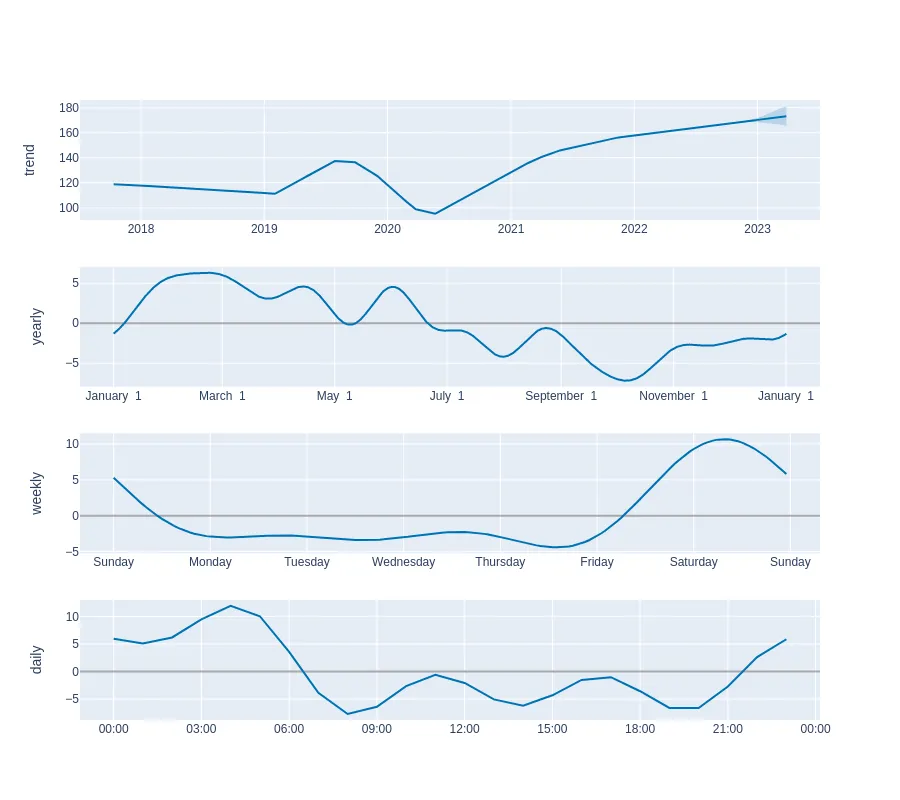 trend
180
160
140
120
100
2018 2019 2020 2021 2022 2023
yearly
5
0
−5
January 1 March 1 May 1 July 1 September 1 November 1 January 1
weekly
10
5
0
−5
Sunday Monday Tuesday Wednesday Thursday Friday Saturday Sunday
daily
10
5
0
−5
00:00 03:00 06:00 09:00 12:00 15:00 18:00 21:00 00:00